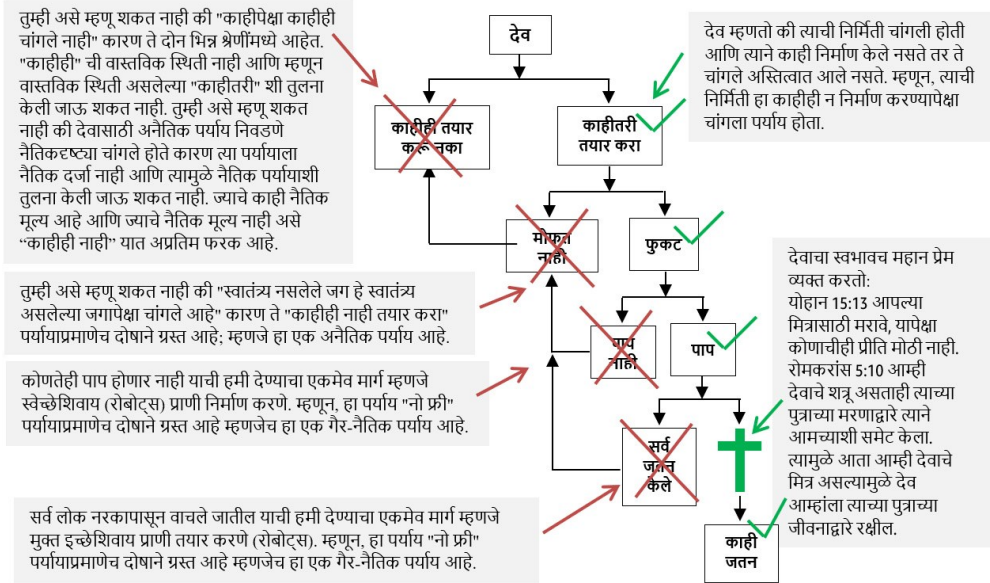 तुम्ही असे म्हणू शकत नाही की "काहीपेक्षा काहीही
चांगले नाही" कारण ते दोन भिन्न श्रेणींमध्ये आहेत.
"काहीही" ची वास्तविक स्थिती नाही आणि म्हणून
वास्तविक स्थिती असलेल्या "काहीतरी" शी तुलना
केली जाऊ शकत नाही. तुम्ही असे म्हणू शकत
नाही की देवासाठी अनैतिक पर्याय निवडणे
नैतिकदृष्ट्या चांगले होते कारण त्या पर्यायाला
नैतिक दर्जा नाही आणि त्यामुळे नैतिक पर्यायाशी
तुलना केली जाऊ शकत नाही. ज्याचे काही नैतिक
मूल्य आहे आणि ज्याचे नैतिक मूल्य नाही असे
“काहीही नाही” यात अप्रतिम फरक आहे.
देव
देव म्हणतो की त्याची निर्मिती चांगली होती
आणि त्याने काही निर्माण केले नसते तर ते
चांगले अस्तित्वात आले नसते. म्हणून, त्याची
निर्मिती हा काहीही न निर्माण करण्यापेक्षा
चांगला पर्याय होता.
काहीही तयार
करू नका
काहीतरी
तयार करा
मोफत
नाही
फुकट
तुम्ही असे म्हणू शकत नाही की "स्वातंत्र्य नसलेले जग हे स्वातंत्र्य
असलेल्या जगापेक्षा चांगले आहे" कारण ते "काहीही नाही तयार करा"
पर्यायाप्रमाणेच दोषाने ग्रस्त आहे; म्हणजे हा एक अनैतिक पर्याय आहे.
पाप
नाही
पाप
कोणतेही पाप होणार नाही याची हमी देण्याचा एकमेव मार्ग म्हणजे
स्वेच्छेशिवाय (रोबोट्स) प्राणी निर्माण करणे. म्हणून, हा पर्याय "नो फ्री"
पर्यायाप्रमाणेच दोषाने ग्रस्त आहे म्हणजेच हा एक गैर-नैतिक पर्याय आहे.
देवाचा स्वभावच महान प्रेम
व्यक्त करतो:
योहान 15:13 आपल्या
मित्रासाठी मरावे, यापेक्षा
कोणाचीही प्रीति मोठी नाही.
रोमकरांस 5:10 आम्ही
देवाचे शत्रू असताही त्याच्या
पुत्राच्या मरणाद्वारे त्याने
आमच्याशी समेट केला.
त्यामुळे आता आम्ही देवाचे
मित्र असल्यामुळे देव
आम्हांला त्याच्या पुत्राच्या
जीवनाद्वारे रक्षील.
सर्व
जतन
केले
काही
जतन
सर्व लोक नरकापासून वाचले जातील याची हमी देण्याचा एकमेव मार्ग म्हणजे
मुक्त इच्छेशिवाय प्राणी तयार करणे (रोबोट्स). म्हणून, हा पर्याय "नो फ्री"
पर्यायाप्रमाणेच दोषाने ग्रस्त आहे म्हणजेच हा एक गैर-नैतिक पर्याय आहे.